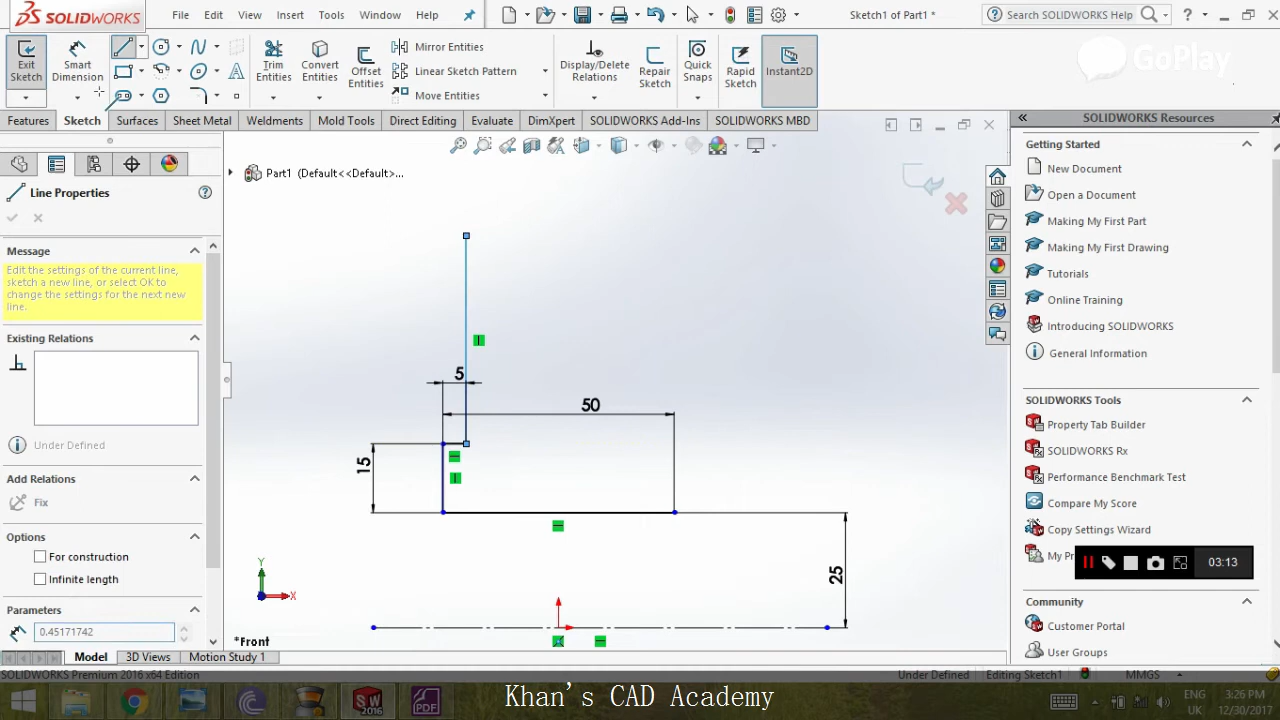 SOLIDWORKS File Edit View Insert Tools Window Help Sketch1 of Part1 * Search SOLIDWORKS Help ?
GoPlay
Exit Sketch
Smart Dimension
Trim Entities
Convert Entities
Offset Entities
Mirror Entities
Linear Sketch Pattern
Move Entities
Display/Delete Relations
Repair Sketch
Quick Snaps
Rapid Sketch
Instant2D
Features Sketch Surfaces Sheet Metal Weldments Mold Tools Direct Editing Evaluate DimXpert SOLIDWORKS Add-Ins SOLIDWORKS MBD
Part1 (Default<<Default>...
Line Properties
Message
Edit the settings of the current line,
sketch a new line, or select OK to
change the settings for the next new
line.
Existing Relations
Under Defined
Add Relations
Fix
Options
For construction
Infinite length
Parameters
0.45171742
5
50
15
25
Y
X
*Front
SOLIDWORKS Resources
Getting Started
New Document
Open a Document
Making My First Part
Making My First Drawing
Tutorials
Online Training
Introducing SOLIDWORKS
General Information
SOLIDWORKS Tools
Property Tab Builder
SOLIDWORKS Rx
Performance Benchmark Test
Compare My Score
Copy Settings Wizard
My Pr
03:13
Community
Customer Portal
User Groups
Model 3D Views Motion Study 1
SOLIDWORKS Premium 2016 x64 Edition Under Defined Editing Sketch1 MMGS
Khan's CAD Academy
ENG
UK
3:26 PM
12/30/2017